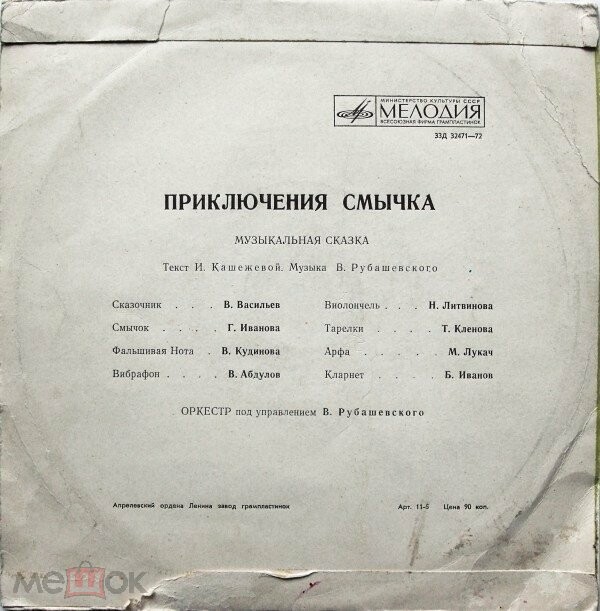 МИНИСТЕРСТВО КУЛЬТУРЫ СССР
МЕЛОДИЯ
ВСЕСОЮЗНАЯ ФИРМА ГРАМПЛАСТИНОК
33Д 32471—72
ПРИКЛЮЧЕНИЯ СМЫЧКА
МУЗЫКАЛЬНАЯ СКАЗКА
Текст И. Кашежевой. Музыка В. Рубашевского
Сказочник . . . В. Васильев
Смычок . . . . Г. Иванова
Фальшивая Нота . В. Кудинова
Вибрафон . . . . В. Абдулов
Виолончель . . . Н. Литвинова
Тарелки . . . . Т. Кленова
Арфа . . . . . М. Лукач
Кларнет . . . . Б. Иванов
ОРКЕСТР под управлением В. Рубашевского
Апрелевский ордена Ленина завод грампластинок
Арт. 11-5 Цена 90 коп.
мешок